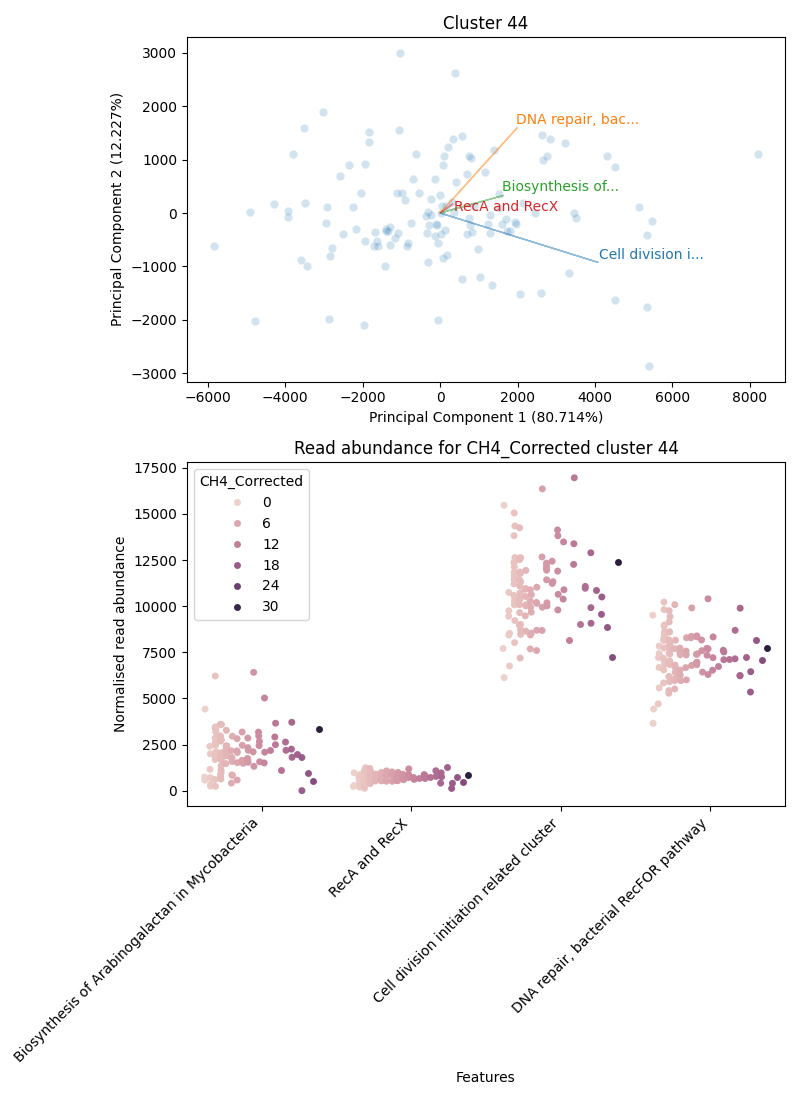 Cluster 44
3000
2000
1000
0
−1000
−2000
−3000
Principal Component 2 (12.227%)
DNA repair, bac...
Biosynthesis of...
RecA and RecX
Cell division i...
−6000 −4000 −2000 0 2000 4000 6000 8000
Principal Component 1 (80.714%)
Read abundance for CH4_Corrected cluster 44
17500
15000
12500
10000
7500
5000
2500
0
Normalised read abundance
CH4_Corrected
0
6
12
18
24
30
Biosynthesis of Arabinogalactan in Mycobacteria
RecA and RecX
Cell division initiation related cluster
DNA repair, bacterial RecFOR pathway
Features